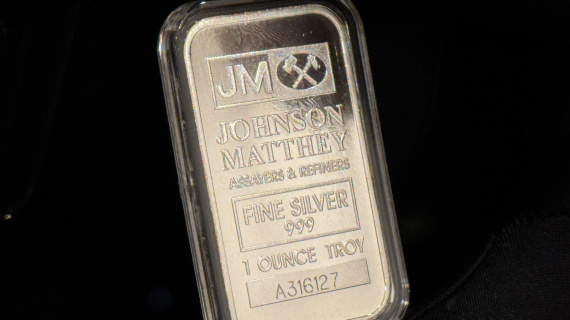 JM
JOHNSON
MATTHEY
ASSAYERS & REFINERS
FINE SILVER
999
1 OUNCE TROY
A316127